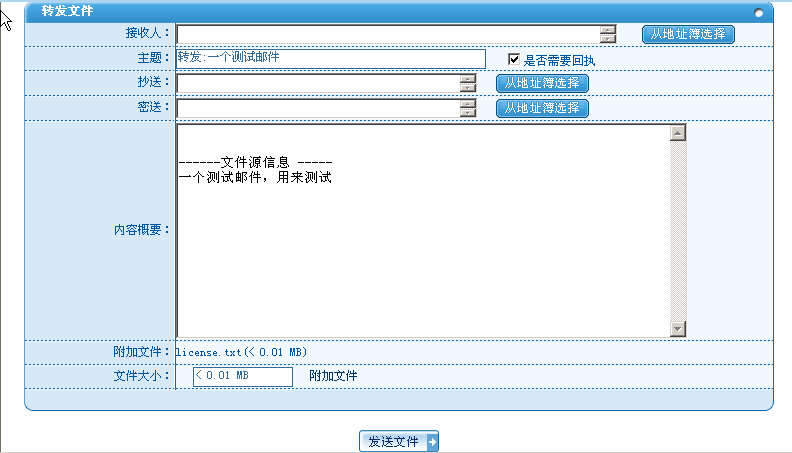 转发文件
接收人：
从地址簿选择
主题：
转发:一个测试邮件
是否需要回执
抄送：
从地址簿选择
密送：
从地址簿选择
------文件源信息 -----
一个测试邮件，用来测试
内容概要：
附加文件：
license.txt(< 0.01 MB)
文件大小：
< 0.01 MB
附加文件
发送文件